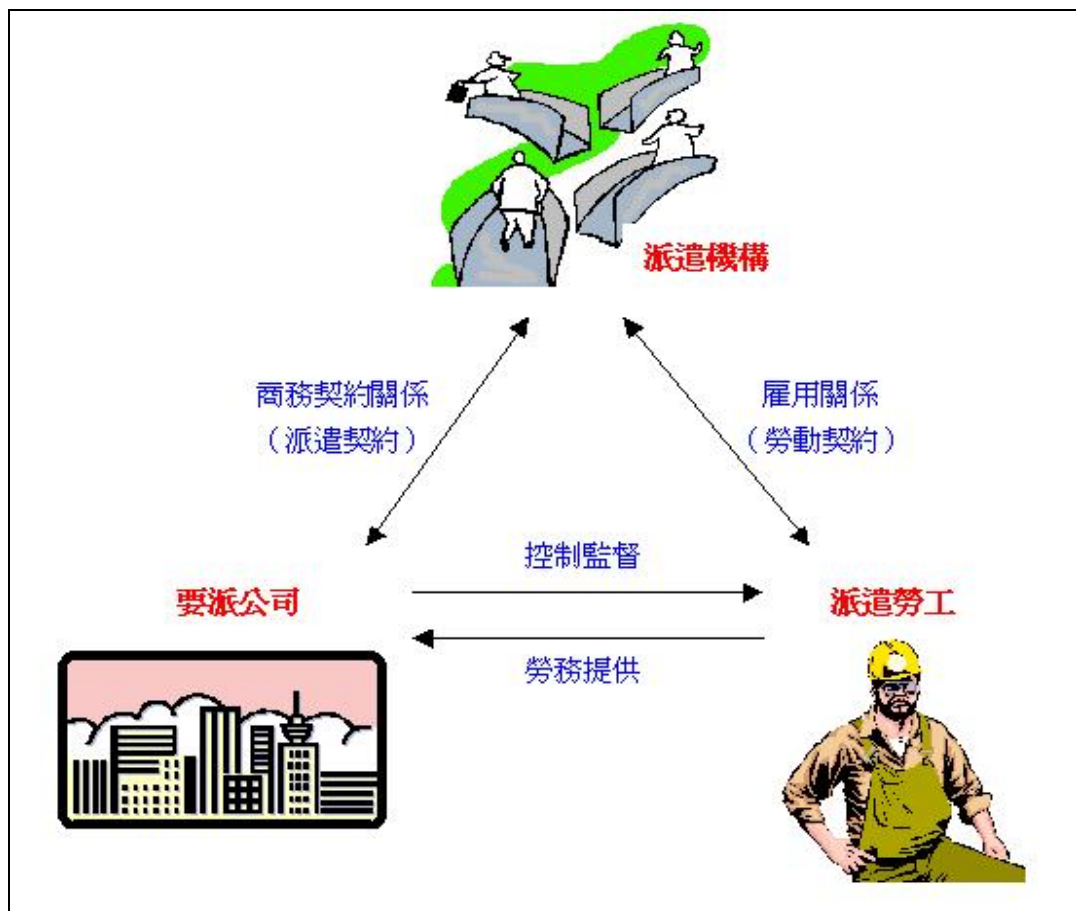 派遣機構
商務契約關係
（派遣契約）
雇用關係
（勞動契約）
控制監督
要派公司
派遣勞工
勞務提供